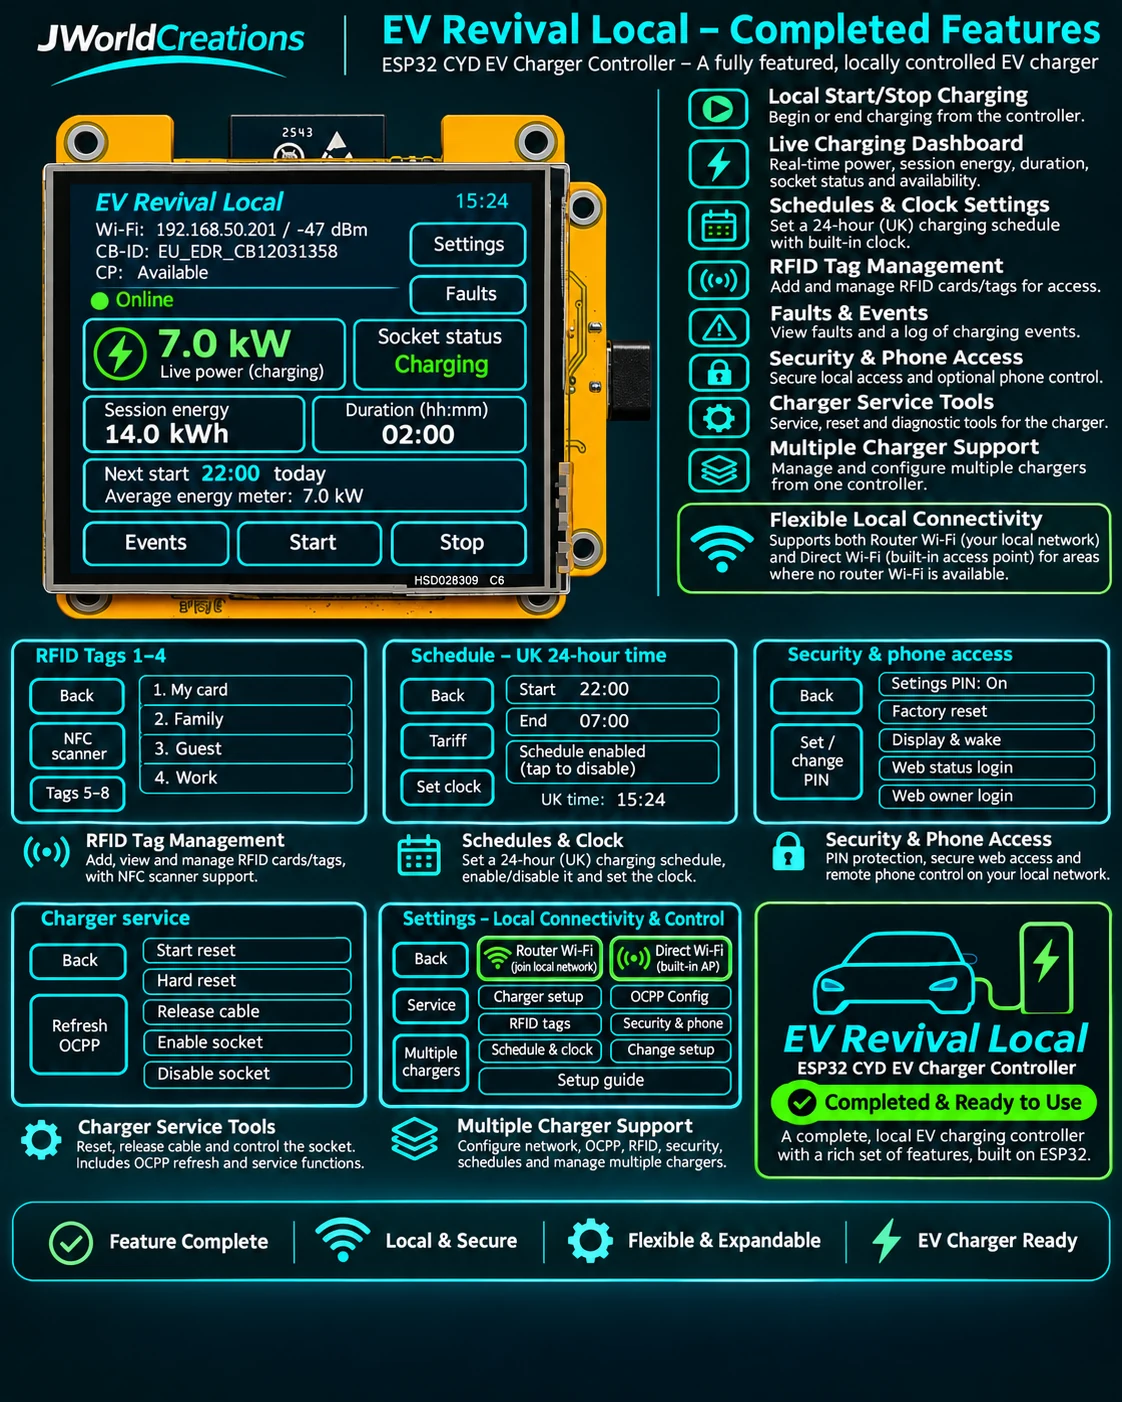 JWorldCreations
EV Revival Local – Completed Features
ESP32 CYD EV Charger Controller – A fully featured, locally controlled EV charger
2543
EV Revival Local
15:24
Wi-Fi: 192.168.50.201 / -47 dBm
CB-ID: EU_EDR_CB12031358
CP: Available
Online
Settings
Faults
7.0 kW
Live power (charging)
Socket status
Charging
Session energy
14.0 kWh
Duration (hh:mm)
02:00
Next start 22:00 today
Average energy meter: 7.0 kW
Events
Start
Stop
HSD028309 C6
Local Start/Stop Charging
Begin or end charging from the controller.
Live Charging Dashboard
Real-time power, session energy, duration,
socket status and availability.
Schedules & Clock Settings
Set a 24-hour (UK) charging schedule
with built-in clock.
RFID Tag Management
Add and manage RFID cards/tags for access.
Faults & Events
View faults and a log of charging events.
Security & Phone Access
Secure local access and optional phone control.
Charger Service Tools
Service, reset and diagnostic tools for the charger.
Multiple Charger Support
Manage and configure multiple chargers
from one controller.
Flexible Local Connectivity
Supports both Router Wi-Fi (your local network)
and Direct Wi-Fi (built-in access point) for areas
where no router Wi-Fi is available.
RFID Tags 1–4
Back
NFC
scanner
Tags 5–8
1. My card
2. Family
3. Guest
4. Work
RFID Tag Management
Add, view and manage RFID cards/tags,
with NFC scanner support.
Schedule – UK 24-hour time
Back
Tariff
Set clock
Start 22:00
End 07:00
Schedule enabled
(tap to disable)
UK time: 15:24
Schedules & Clock
Set a 24-hour (UK) charging schedule,
enable/disable it and set the clock.
Security & phone access
Back
Set /
change
PIN
Setings PIN: On
Factory reset
Display & wake
Web status login
Web owner login
Security & Phone Access
PIN protection, secure web access and
remote phone control on your local network.
Charger service
Back
Refresh
OCPP
Start reset
Hard reset
Release cable
Enable socket
Disable socket
Charger Service Tools
Reset, release cable and control the socket.
Includes OCPP refresh and service functions.
Settings – Local Connectivity & Control
Back
Service
Multiple
chargers
Router Wi-Fi
(join local network)
Direct Wi-Fi
(built-in AP)
Charger setup
OCPP Config
RFID tags
Security & phone
Schedule & clock
Change setup
Setup guide
Multiple Charger Support
Configure network, OCPP, RFID, security,
schedules and manage multiple chargers.
EV Revival Local
ESP32 CYD EV Charger Controller
Completed & Ready to Use
A complete, local EV charging controller
with a rich set of features, built on ESP32.
Feature Complete
Local & Secure
Flexible & Expandable
EV Charger Ready